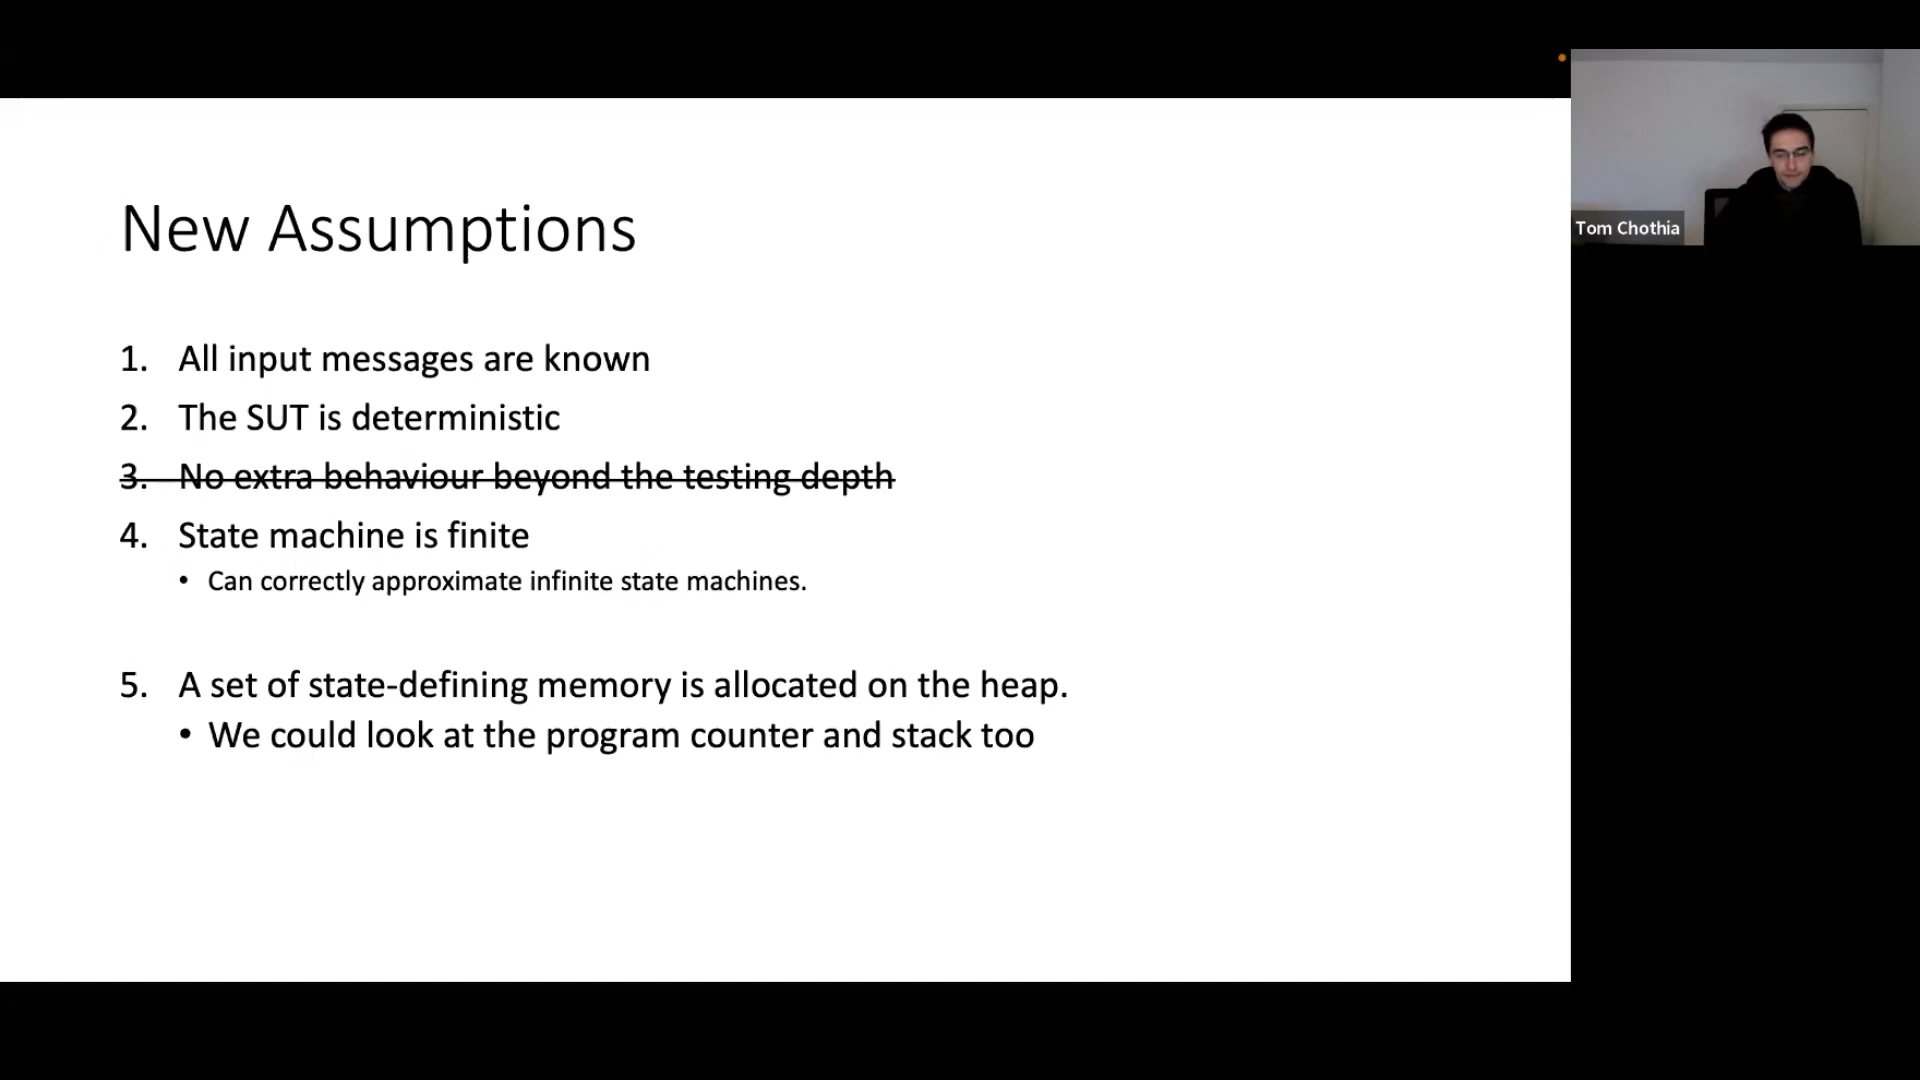 New Assumptions
1. All input messages are known
2. The SUT is deterministic
3. No extra behaviour beyond the testing depth
4. State machine is finite
• Can correctly approximate infinite state machines.
5. A set of state-defining memory is allocated on the heap.
• We could look at the program counter and stack too
Tom Chothia